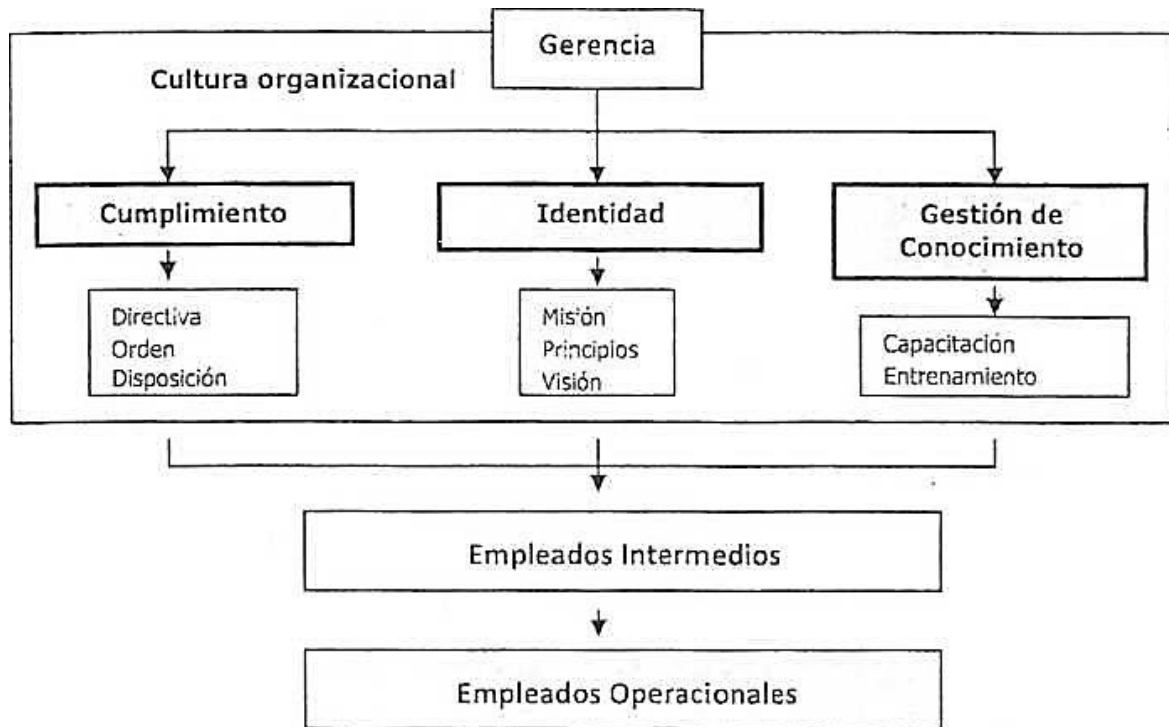 Gerencia
Cultura organizacional
Cumplimiento
Identidad
Gestión de
Conocimiento
Directiva
Orden
Disposición
Misión
Principios
Visión
Capacitación
Entrenamiento
Empleados Intermedios
Empleados Operacionales